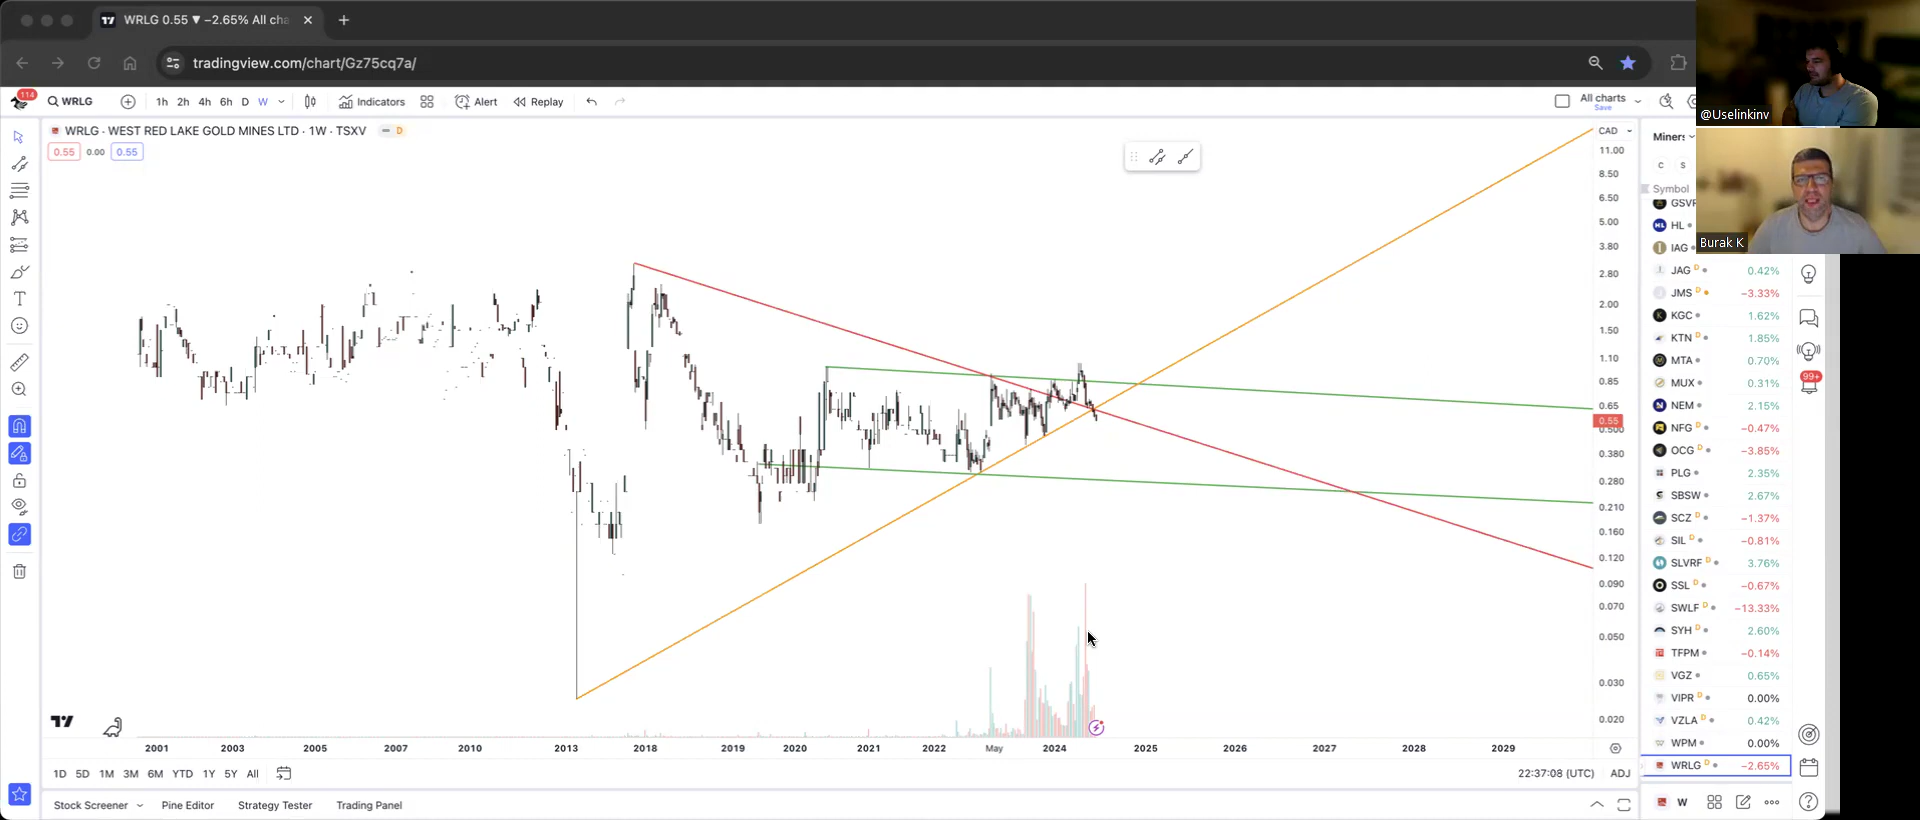 WRLG 0.55 ▼ −2.65% All cha
tradingview.com/chart/Gz75cq7a/
@Uselinkinv
Burak K
114
WRLG
1h 2h 4h 6h D W
Indicators
Alert
Replay
All charts
Save
WRLG · WEST RED LAKE GOLD MINES LTD · 1W · TSXV
D
0.55 0.00 0.55
CAD
11.00
8.50
6.50
5.00
3.80
2.80
2.00
1.50
1.10
0.85
0.65
0.55
0.500
0.380
0.280
0.210
0.160
0.120
0.090
0.070
0.050
0.030
0.020
2001 2003 2005 2007 2010 2013 2018 2019 2020 2021 2022 May 2024 2025 2026 2027 2028 2029
1D 5D 1M 3M 6M YTD 1Y 5Y All
22:37:08 (UTC) ADJ
Stock Screener Pine Editor Strategy Tester Trading Panel
Miners
C S
Symbol
GSVR
HL
IAG
JAG D 0.42%
JMS D −3.33%
KGC 1.62%
KTN D 1.85%
MTA 0.70%
MUX 0.31%
NEM 2.15%
NFG D −0.47%
OCG D −3.85%
PLG 2.35%
SBSW 2.67%
SCZ D −1.37%
SIL D −0.81%
SLVRF D 3.76%
SSL D −0.67%
SWLF D −13.33%
SYH D 2.60%
TFPM D −0.14%
VGZ 0.65%
VIPR D 0.00%
VZLA D 0.42%
WPM 0.00%
WRLG D −2.65%
W
99+